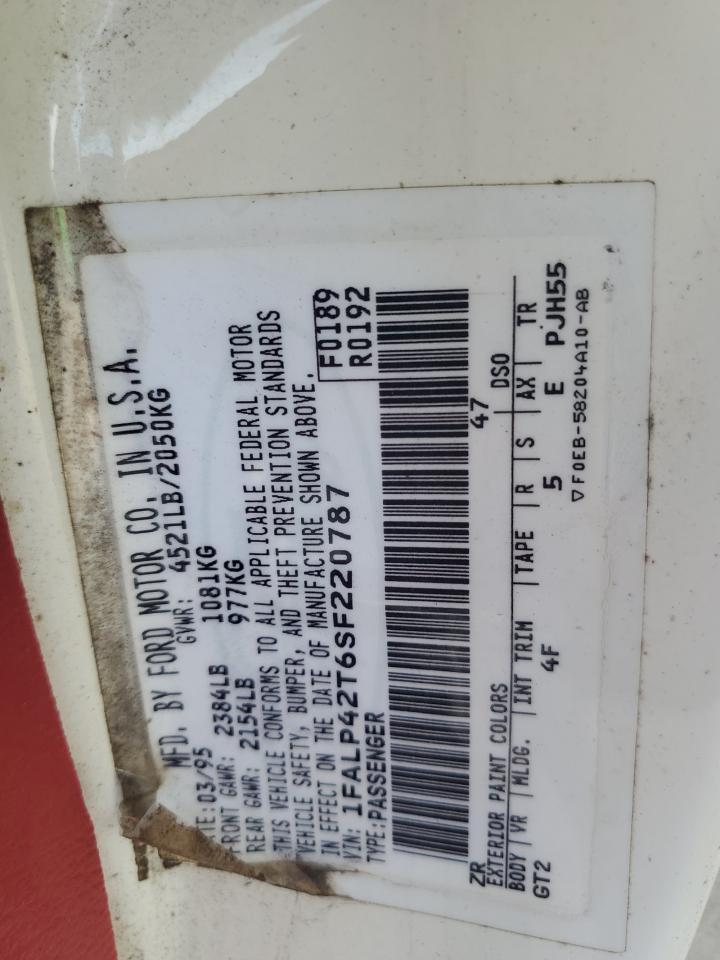 MFD. BY FORD MOTOR CO. IN U.S.A.
03/95 GVWR: 4521LB/2050KG
FRONT GAWR: 2384LB 1081KG
REAR GAWR: 2154LB 977KG
THIS VEHICLE CONFORMS TO ALL APPLICABLE FEDERAL MOTOR
VEHICLE SAFETY, BUMPER, AND THEFT PREVENTION STANDARDS
IN EFFECT ON THE DATE OF MANUFACTURE SHOWN ABOVE.
VIN: 1FALP42T6SF220787
TYPE: PASSENGER
F0189
R0192
ZR 47
EXTERIOR PAINT COLORS DSO
BODY VR MLDG. INT TRIM TAPE R S AX TR
GT2 4F 5 E PJH55
▽F0EB-58204A10-AB